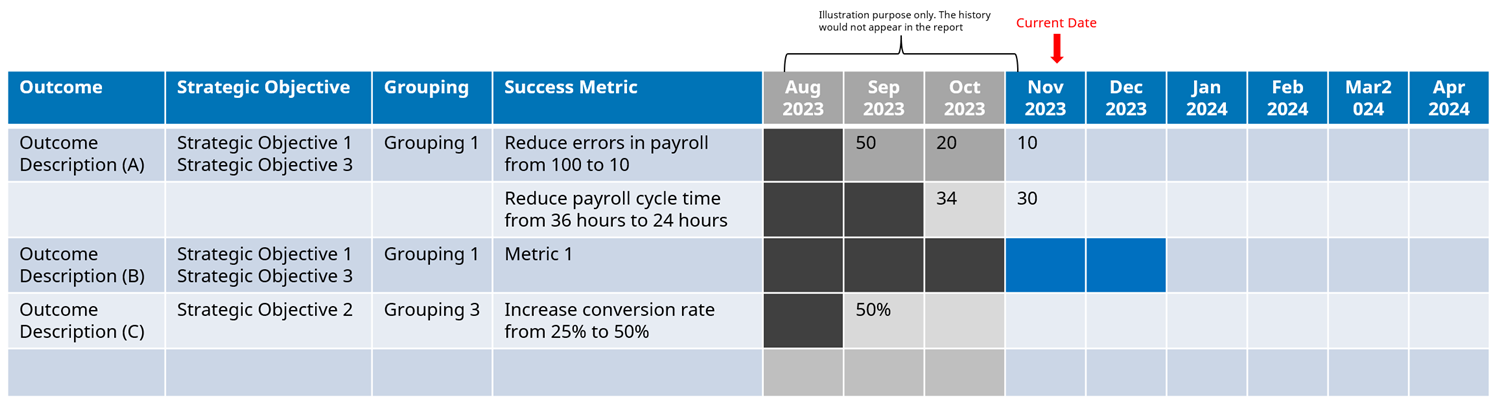 Illustration purpose only. The history
would not appear in the report
Current Date
Outcome Strategic Objective Grouping Success Metric Aug Sep Oct Nov Dec Jan Feb Mar2 Apr
2023 2023 2023 2023 2023 2024 2024 024 2024
Outcome Strategic Objective 1 Grouping 1 Reduce errors in payroll 50 20 10
Description (A) Strategic Objective 3 from 100 to 10
Reduce payroll cycle time 34 30
from 36 hours to 24 hours
Outcome Strategic Objective 1 Grouping 1 Metric 1
Description (B) Strategic Objective 3
Outcome Strategic Objective 2 Grouping 3 Increase conversion rate 50%
Description (C) from 25% to 50%